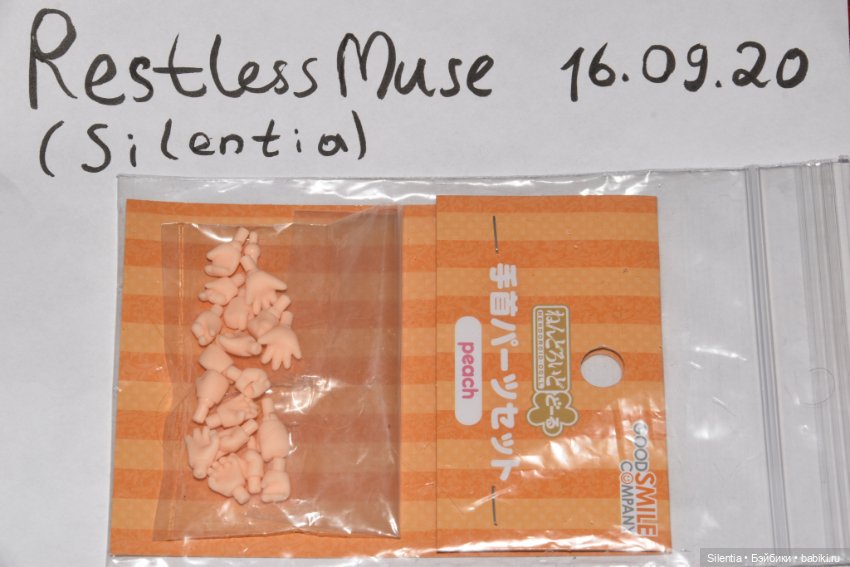 RestlessMuse 16.09.20
(Silentia)
手首パーツセット
peach
ねんどろいど
どーる
GOOD
SMILE
COMPANY
Silentia • Бэйбики • babiki.ru